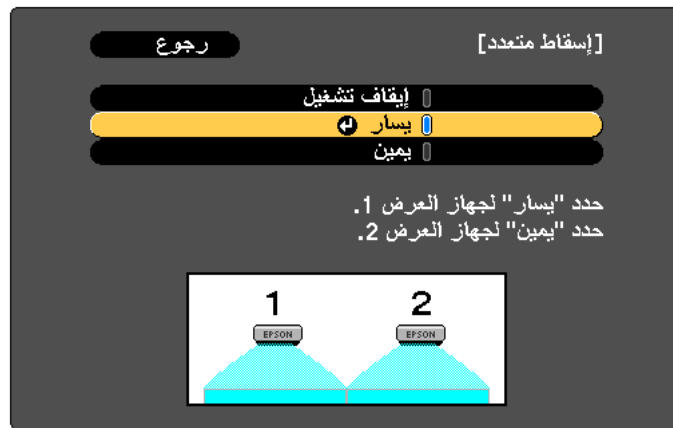 [إسقاط متعدد]
رجوع
إيقاف تشغيل
يسار
يمين
حدد "يسار" لجهاز العرض 1.
حدد "يمين" لجهاز العرض 2.
1 2
EPSON EPSON